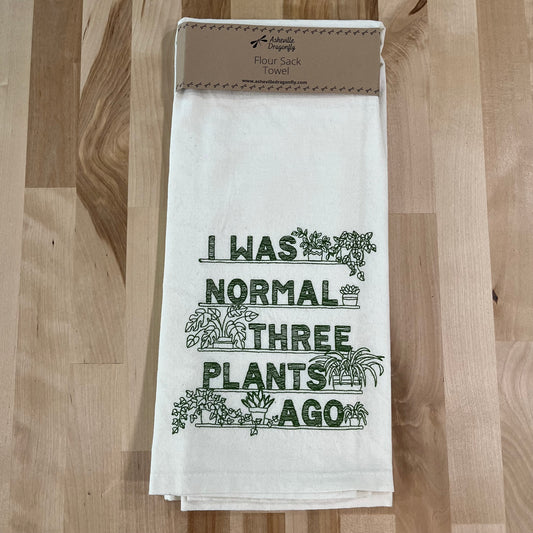 Asheville
Dragonfly
Flour Sack
Towel
www.ashevilledragonfly.com
I WAS
NORMAL
THREE
PLANTS
AGO